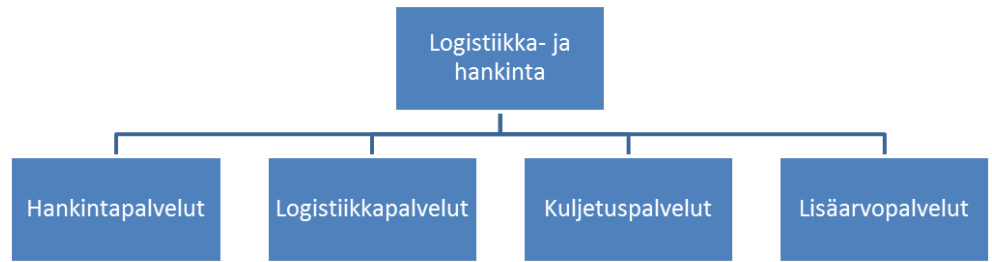 Logistiikka- ja
hankinta
Hankintapalvelut
Logistiikkapalvelut
Kuljetuspalvelut
Lisäarvopalvelut